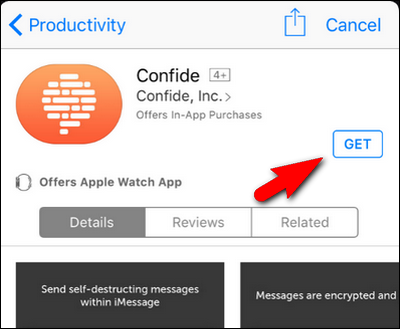 Productivity Cancel
Confide 4+
Confide, Inc.>
Offers In-App Purchases
GET
Offers Apple Watch App
Details Reviews Related
Send self-destructing messages
within iMessage
Messages are encrypted and